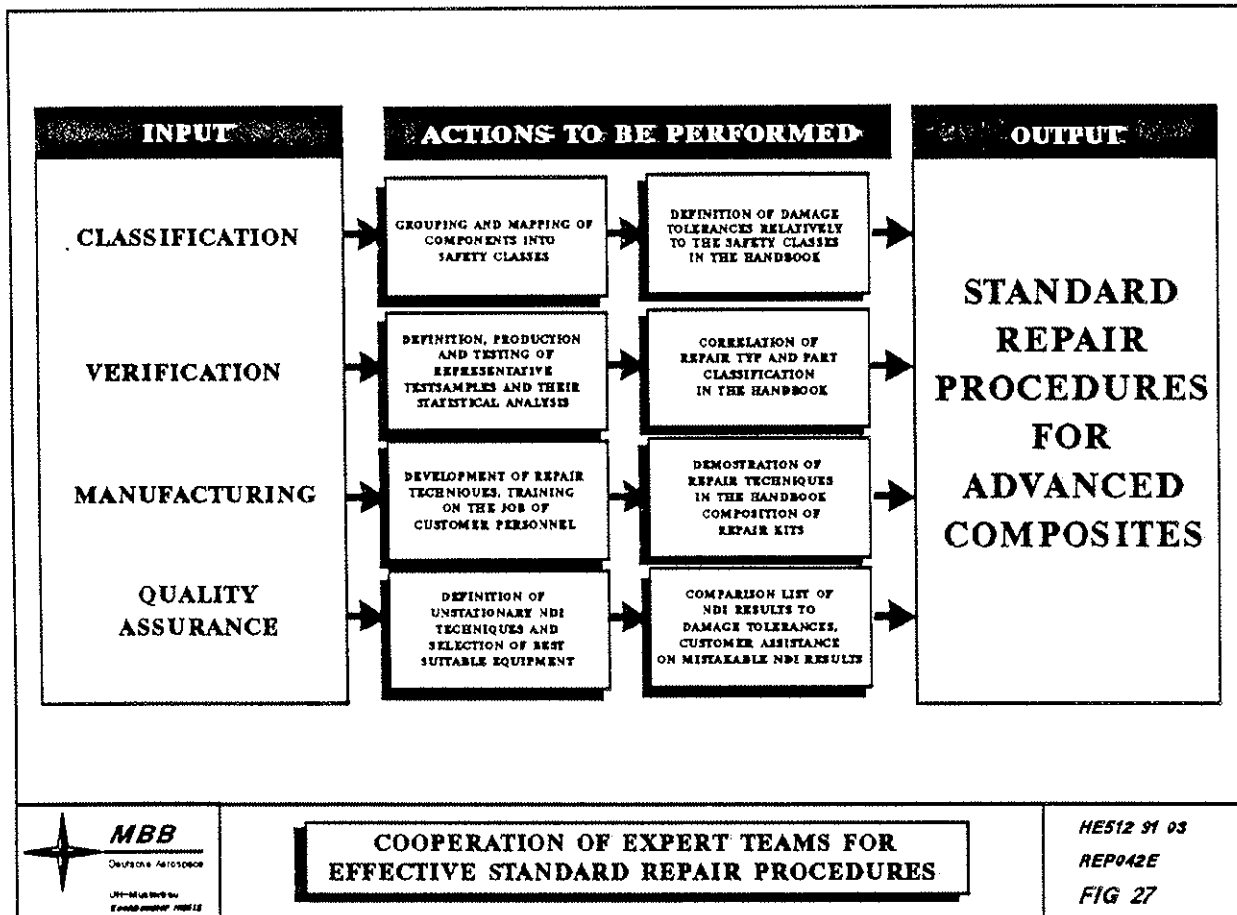 INPUT
ACTIONS TO BE PERFORMED
OUTPUT
CLASSIFICATION
GROUPING AND MAPPING OF
COMPONENTS INTO
SAFETY CLASSES
DEFINITION OF DAMAGE
TOLERANCES RELATIVELY
TO THE SAFETY CLASSES
IN THE HANDBOOK
VERIFICATION
DEFINITION, PRODUCTION
AND TESTING OF
REPRESENTATIVE
TESTSAMPLES AND THEIR
STATISTICAL ANALYSIS
CORRELATION OF
REPAIR TYP AND PART
CLASSIFICATION
IN THE HANDBOOK
MANUFACTURING
DEVELOPMENT OF REPAIR
TECHNIQUES, TRAINING
ON THE JOB OF
CUSTOMER PERSONNEL
DEMOSTRATION OF
REPAIR TECHNIQUES
IN THE HANDBOOK
COMPOSITION OF
REPAIR KITS
QUALITY
ASSURANCE
DEFINITION OF
UNSTATIONARY NDI
TECHNIQUES AND
SELECTION OF BEST
SUITABLE EQUIPMENT
COMPARISON LIST OF
NDI RESULTS TO
DAMAGE TOLERANCES,
CUSTOMER ASSISTANCE
ON MISTAKABLE NDI RESULTS
STANDARD
REPAIR
PROCEDURES
FOR
ADVANCED
COMPOSITES
MBB
Deutsche Aerospace
COOPERATION OF EXPERT TEAMS FOR
EFFECTIVE STANDARD REPAIR PROCEDURES
HE512 91 03
REP042E
FIG 27